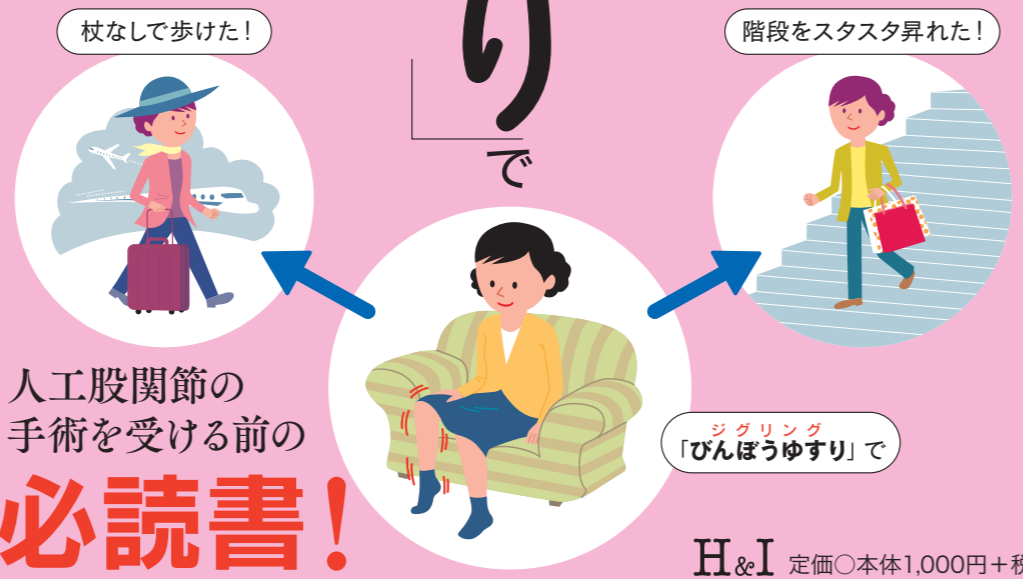 り」
で
杖なしで歩けた！
階段をスタスタ昇れた！
人工股関節の
手術を受ける前の
必読書！
ジグリング
「びんぼうゆすり」で
H&I 定価○本体1,000円＋税